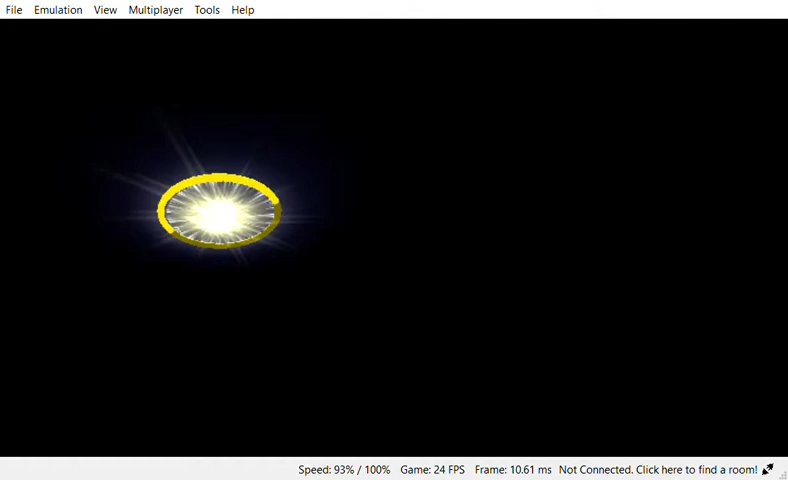 File Emulation View Multiplayer Tools Help
Speed: 93% / 100% Game: 24 FPS Frame: 10.61 ms Not Connected. Click here to find a room!